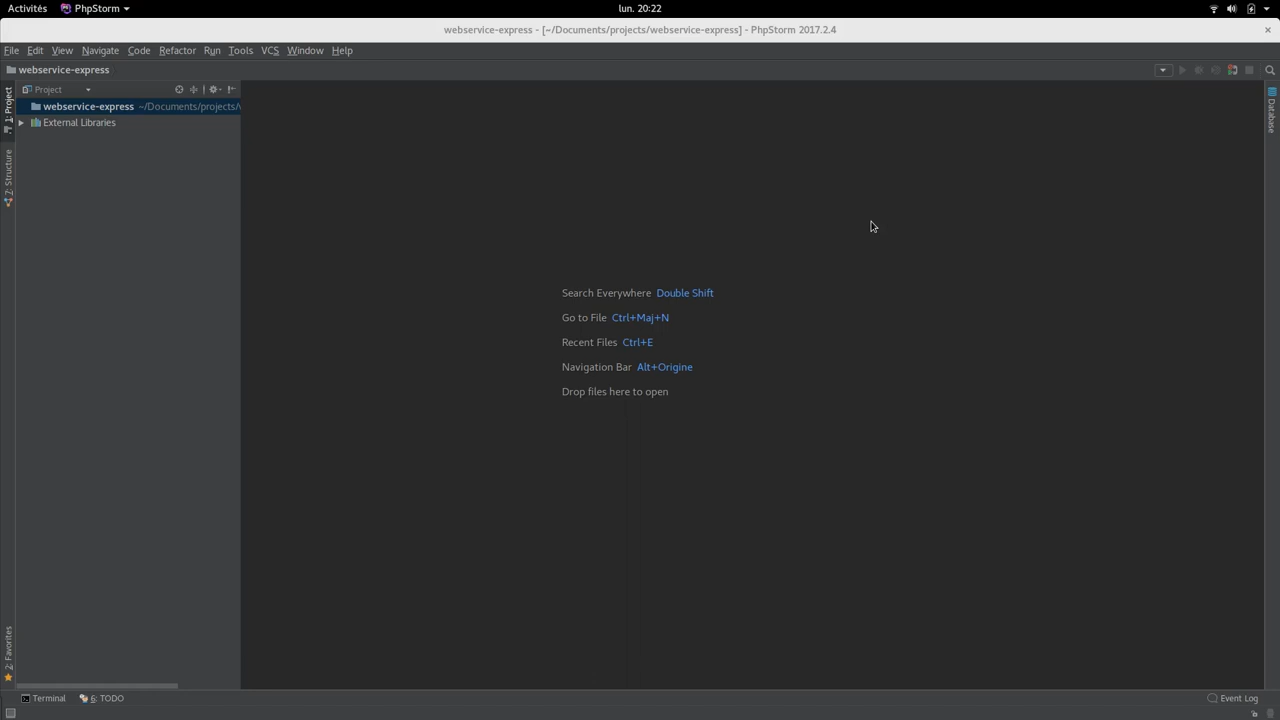 Activités PhpStorm lun. 20:22
webservice-express - [~/Documents/projects/webservice-express] - PhpStorm 2017.2.4
File Edit View Navigate Code Refactor Run Tools VCS Window Help
webservice-express
Project
webservice-express ~/Documents/projects/
External Libraries
1: Project
7: Structure
2: Favorites
Database
Search Everywhere Double Shift
Go to File Ctrl+Maj+N
Recent Files Ctrl+E
Navigation Bar Alt+Origine
Drop files here to open
Terminal 6: TODO Event Log